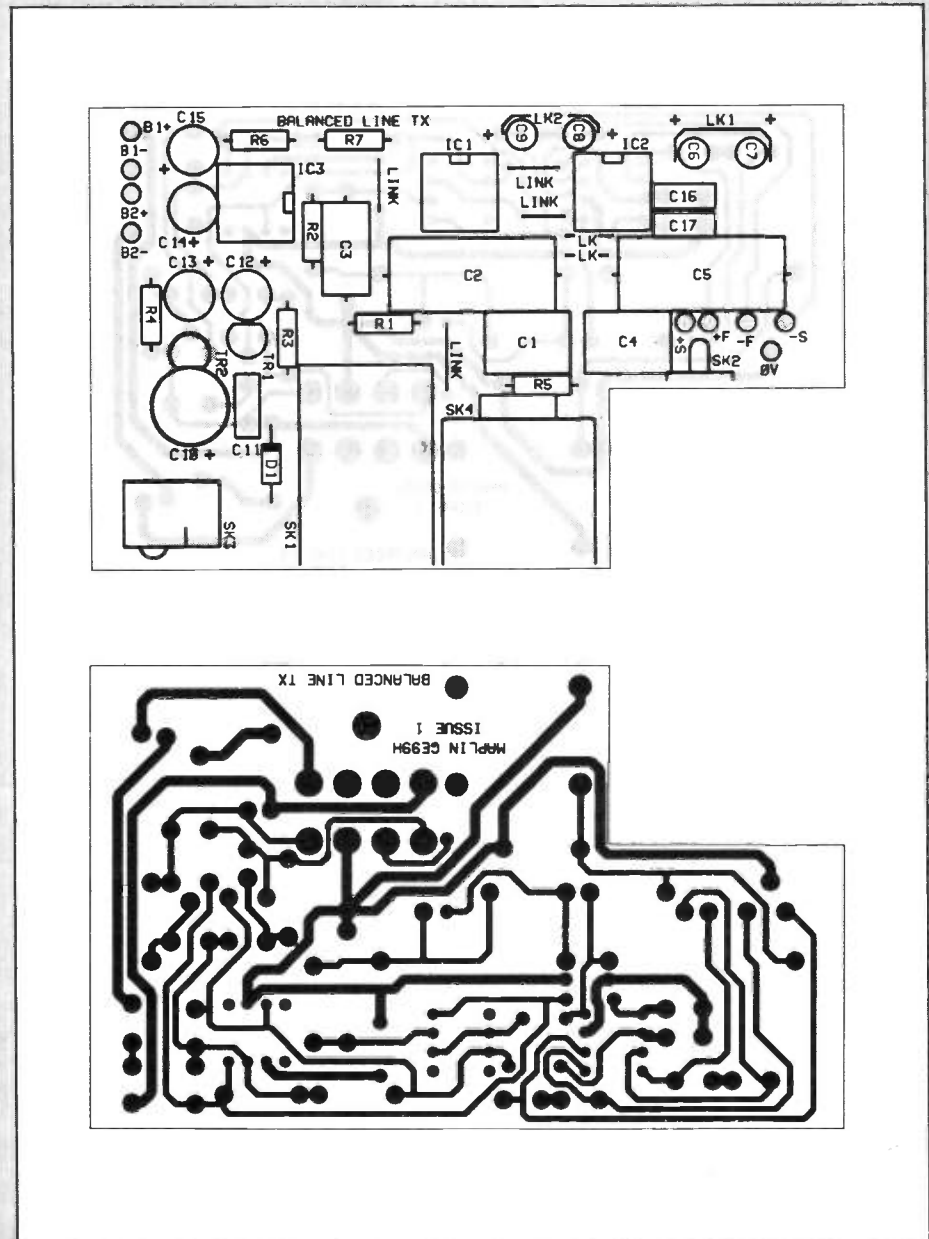 B1+
C15
BALANCED LINE TX
+ LK2 +
+ LK1 +
B1-
R6
R7
C9
C8
C6
C7
+
IC3
IC1
IC2
LINK
LINK
LINK
C16
C17
B2+
B2-
C14+
R2
C3
-LK-
-LK-
C13 +
C12 +
C2
C5
R4
R3
R1
C1
C4
+S
+F
-F
-S
SK2
0V
TR2
TR1
LINK
R5
SK4
C10 +
C11
D1
SK3
SK1
BALANCED LINE TX
ISSUE 1
MAPLIN GE99H